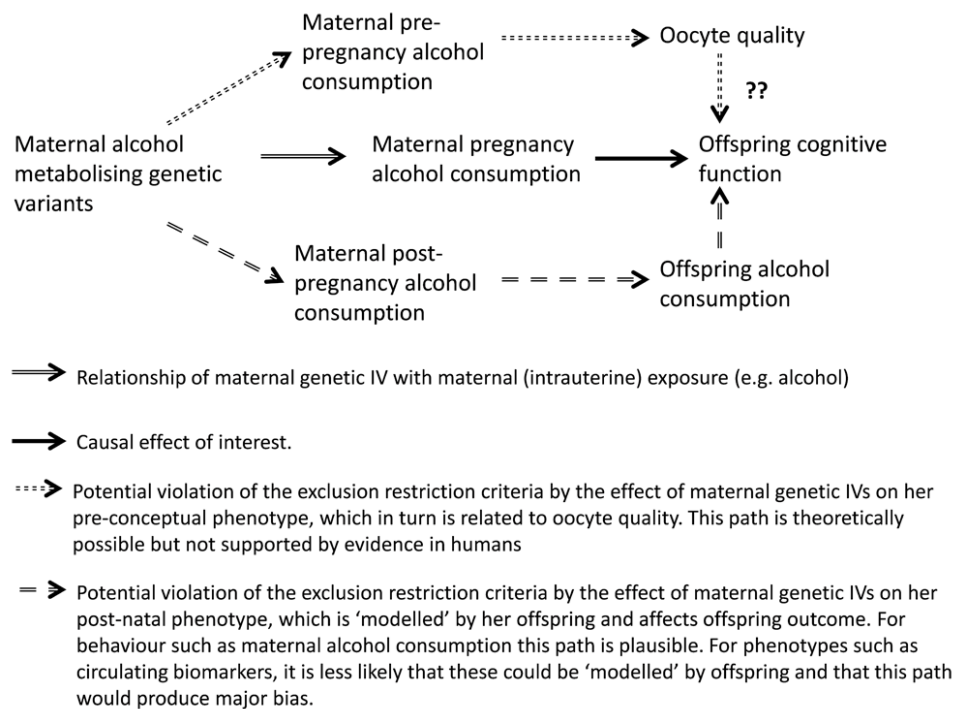 Maternal pre-
pregnancy alcohol
consumption
Oocyte quality
??
Maternal alcohol
metabolising genetic
variants
Maternal pregnancy
alcohol consumption
Offspring cognitive
function
Maternal post-
pregnancy alcohol
consumption
Offspring alcohol
consumption
Relationship of maternal genetic IV with maternal (intrauterine) exposure (e.g. alcohol)
Causal effect of interest.
Potential violation of the exclusion restriction criteria by the effect of maternal genetic IVs on her
pre-conceptual phenotype, which in turn is related to oocyte quality. This path is theoretically
possible but not supported by evidence in humans
Potential violation of the exclusion restriction criteria by the effect of maternal genetic IVs on her
post-natal phenotype, which is ‘modelled’ by her offspring and affects offspring outcome. For
behaviour such as maternal alcohol consumption this path is plausible. For phenotypes such as
circulating biomarkers, it is less likely that these could be ‘modelled’ by offspring and that this path
would produce major bias.